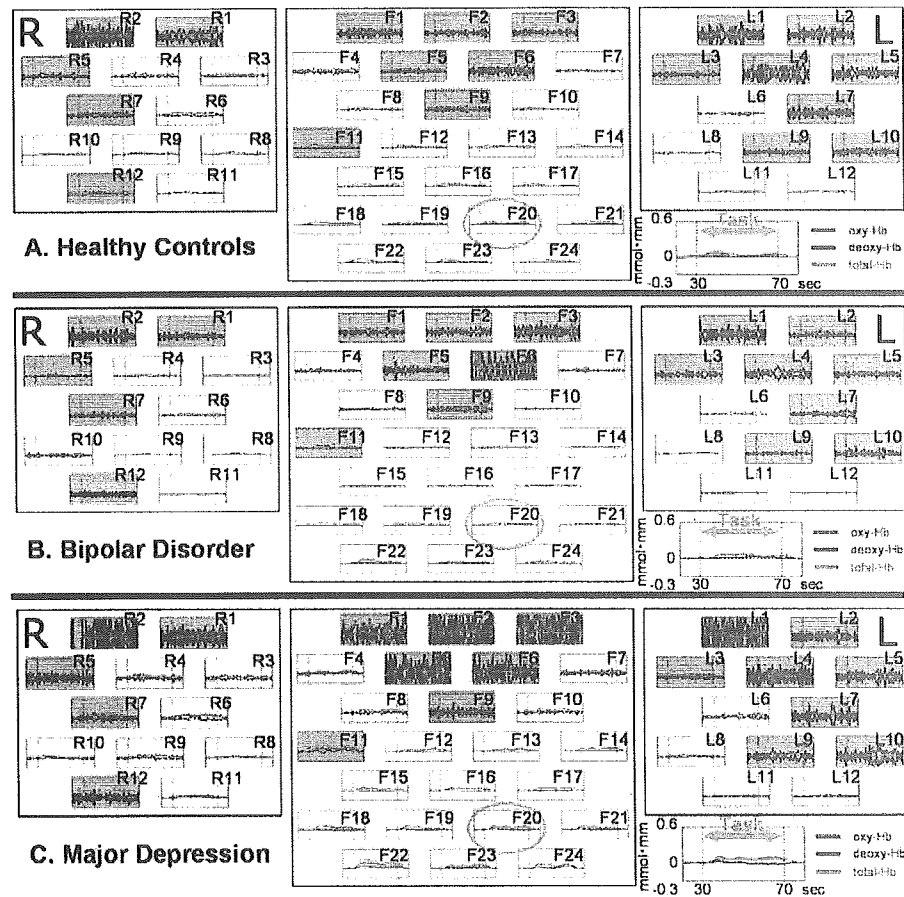 R
R2 R1
R5 R4 R3
R7 R6
R10 R9 R8
R12 R11
A. Healthy Controls
F1 F2 F3
F4 F5 F6 F7
F8 F9 F10
F11 F12 F13 F14
F15 F16 F17
F18 F19 F20 F21
F22 F23 F24
L1 L2 L
L3 L4 L5
L6 L7
L8 L9 L10
L11 L12
mmol·mm
0.6
0
-0.3
Task
30 70 sec
oxy-Hb
deoxy-Hb
total-Hb
R
R2 R1
R5 R4 R3
R7 R6
R10 R9 R8
R12 R11
B. Bipolar Disorder
F1 F2 F3
F4 F5 F6 F7
F8 F9 F10
F11 F12 F13 F14
F15 F16 F17
F18 F19 F20 F21
F22 F23 F24
L1 L2 L
L3 L4 L5
L6 L7
L8 L9 L10
L11 L12
mmol·mm
0.6
0
-0.3
Task
30 70 sec
oxy-Hb
deoxy-Hb
total-Hb
R
R2 R1
R5 R4 R3
R7 R6
R10 R9 R8
R12 R11
C. Major Depression
F1 F2 F3
F4 F5 F6 F7
F8 F9 F10
F11 F12 F13 F14
F15 F16 F17
F18 F19 F20 F21
F22 F23 F24
L1 L2 L
L3 L4 L5
L6 L7
L8 L9 L10
L11 L12
mmol·mm
0.6
0
-0.3
Task
30 70 sec
oxy-Hb
deoxy-Hb
total-Hb